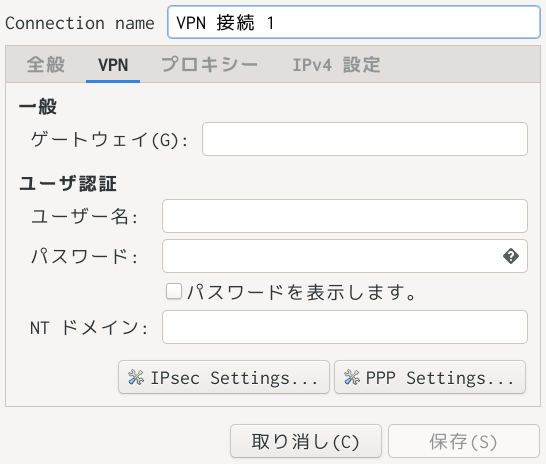 Connection name VPN 接続 1
全般 VPN プロキシー IPv4 設定
一般
ゲートウェイ(G):
ユーザ認証
ユーザー名:
パスワード:
パスワードを表示します。
NT ドメイン:
IPsec Settings... PPP Settings...
取り消し(C) 保存(S)